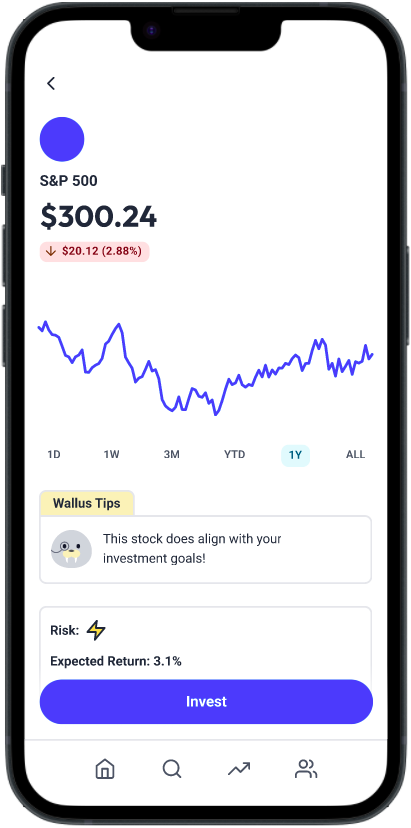 S&P 500
$300.24
$20.12 (2.88%)
1D 1W 3M YTD 1Y ALL
Wallus Tips
This stock does align with your
investment goals!
Risk:
Expected Return: 3.1%
Invest